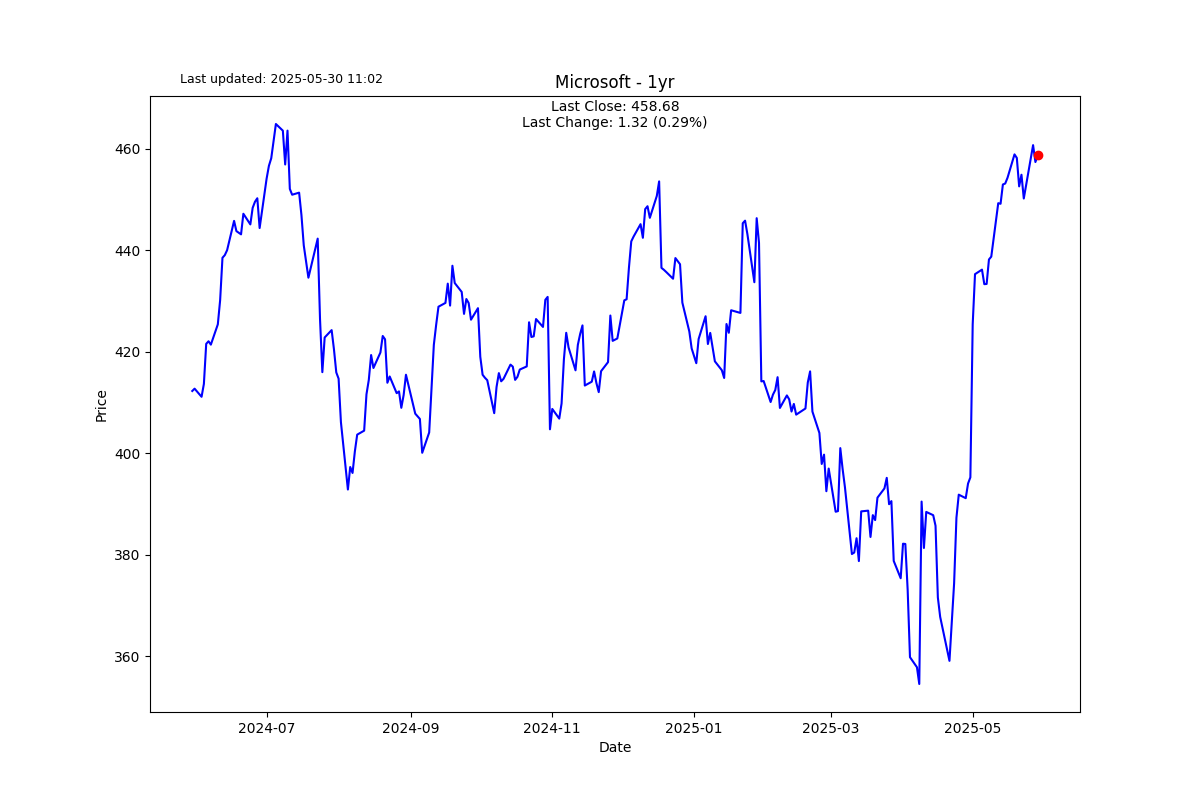 Last updated: 2025-05-30 11:02
Microsoft - 1yr
Last Close: 458.68
Last Change: 1.32 (0.29%)
460
440
420
400
380
360
Price
2024-07
2024-09
2024-11
2025-01
2025-03
2025-05
Date